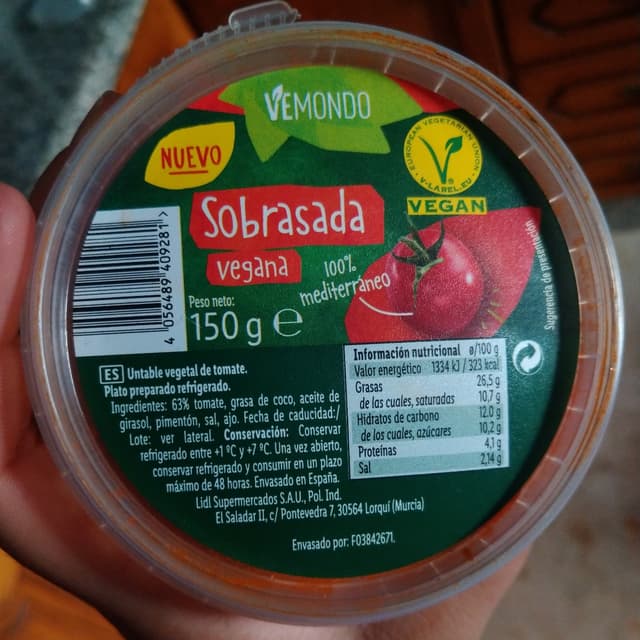 VEMONDO
NUEVO
EUROPEAN VEGETARIAN UNION
V-LABEL.EU
VEGAN
Sobrasada
vegana
100%
mediterráneo
Peso neto:
150 g e
4 056489 409281 >
Sugerencia de presentación
ES Untable vegetal de tomate.
Plato preparado refrigerado.
Ingredientes: 63% tomate, grasa de coco, aceite de
girasol, pimentón, sal, ajo. Fecha de caducidad:/
Lote: ver lateral. Conservación: Conservar
refrigerado entre +1 ºC y +7 ºC. Una vez abierto,
conservar refrigerado y consumir en un plazo
máximo de 48 horas. Envasado en España.
Lidl Supermercados S.A.U., Pol. Ind.
El Saladar II, c/ Pontevedra 7, 30564 Lorquí (Murcia)
Envasado por: F03842671.
Información nutricional ø/100 g
Valor energético 1334 kJ / 323 kcal
Grasas 26,5 g
de las cuales, saturadas 10,7 g
Hidratos de carbono 12,0 g
de los cuales, azúcares 10,2 g
Proteínas 4,1 g
Sal 2,14 g